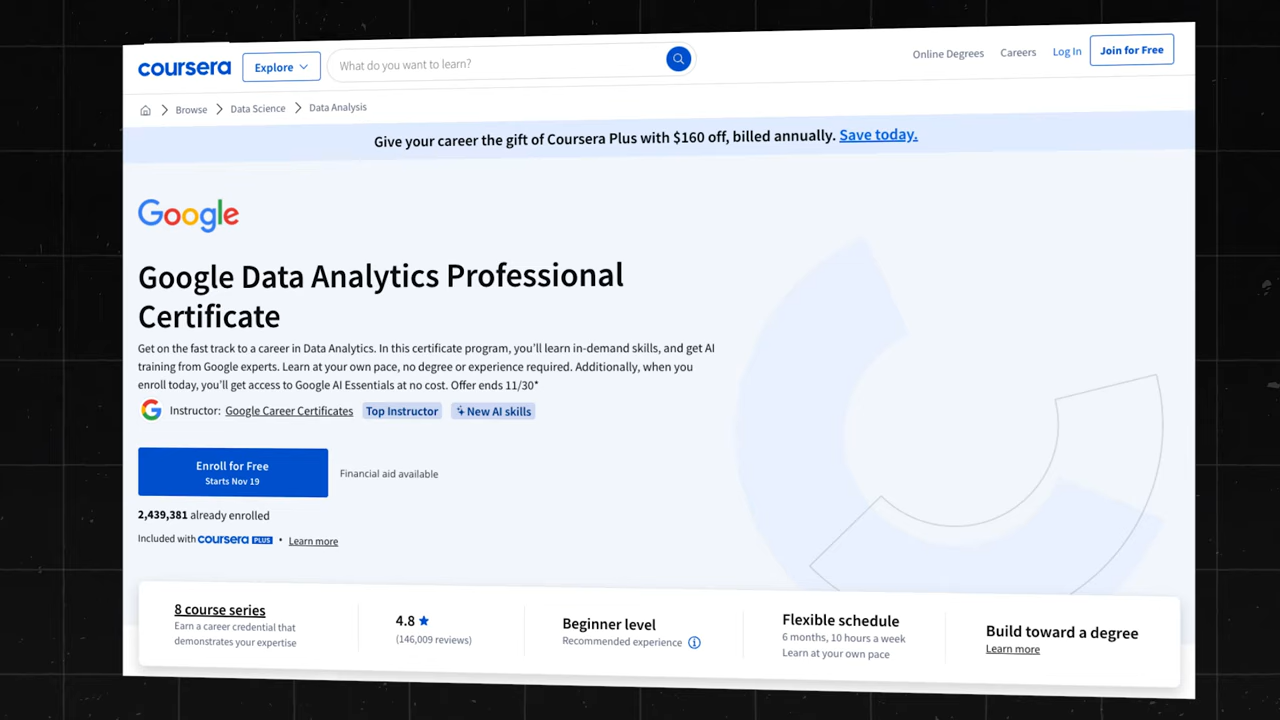 coursera
Explore
What do you want to learn?
Online Degrees
Careers
Log In
Join for Free
Browse
Data Science
Data Analysis
Give your career the gift of Coursera Plus with $160 off, billed annually. Save today.
Google
Google Data Analytics Professional
Certificate
Get on the fast track to a career in Data Analytics. In this certificate program, you'll learn in-demand skills, and get AI
training from Google experts. Learn at your own pace, no degree or experience required. Additionally, when you
enroll today, you'll get access to Google AI Essentials at no cost. Offer ends 11/30*
G Instructor: Google Career Certificates Top Instructor New AI skills
Enroll for Free
Starts Nov 19
Financial aid available
2,439,381 already enrolled
Included with coursera PLUS • Learn more
8 course series
Earn a career credential that
demonstrates your expertise
4.8
(146,009 reviews)
Beginner level
Recommended experience
Flexible schedule
6 months, 10 hours a week
Learn at your own pace
Build toward a degree
Learn more